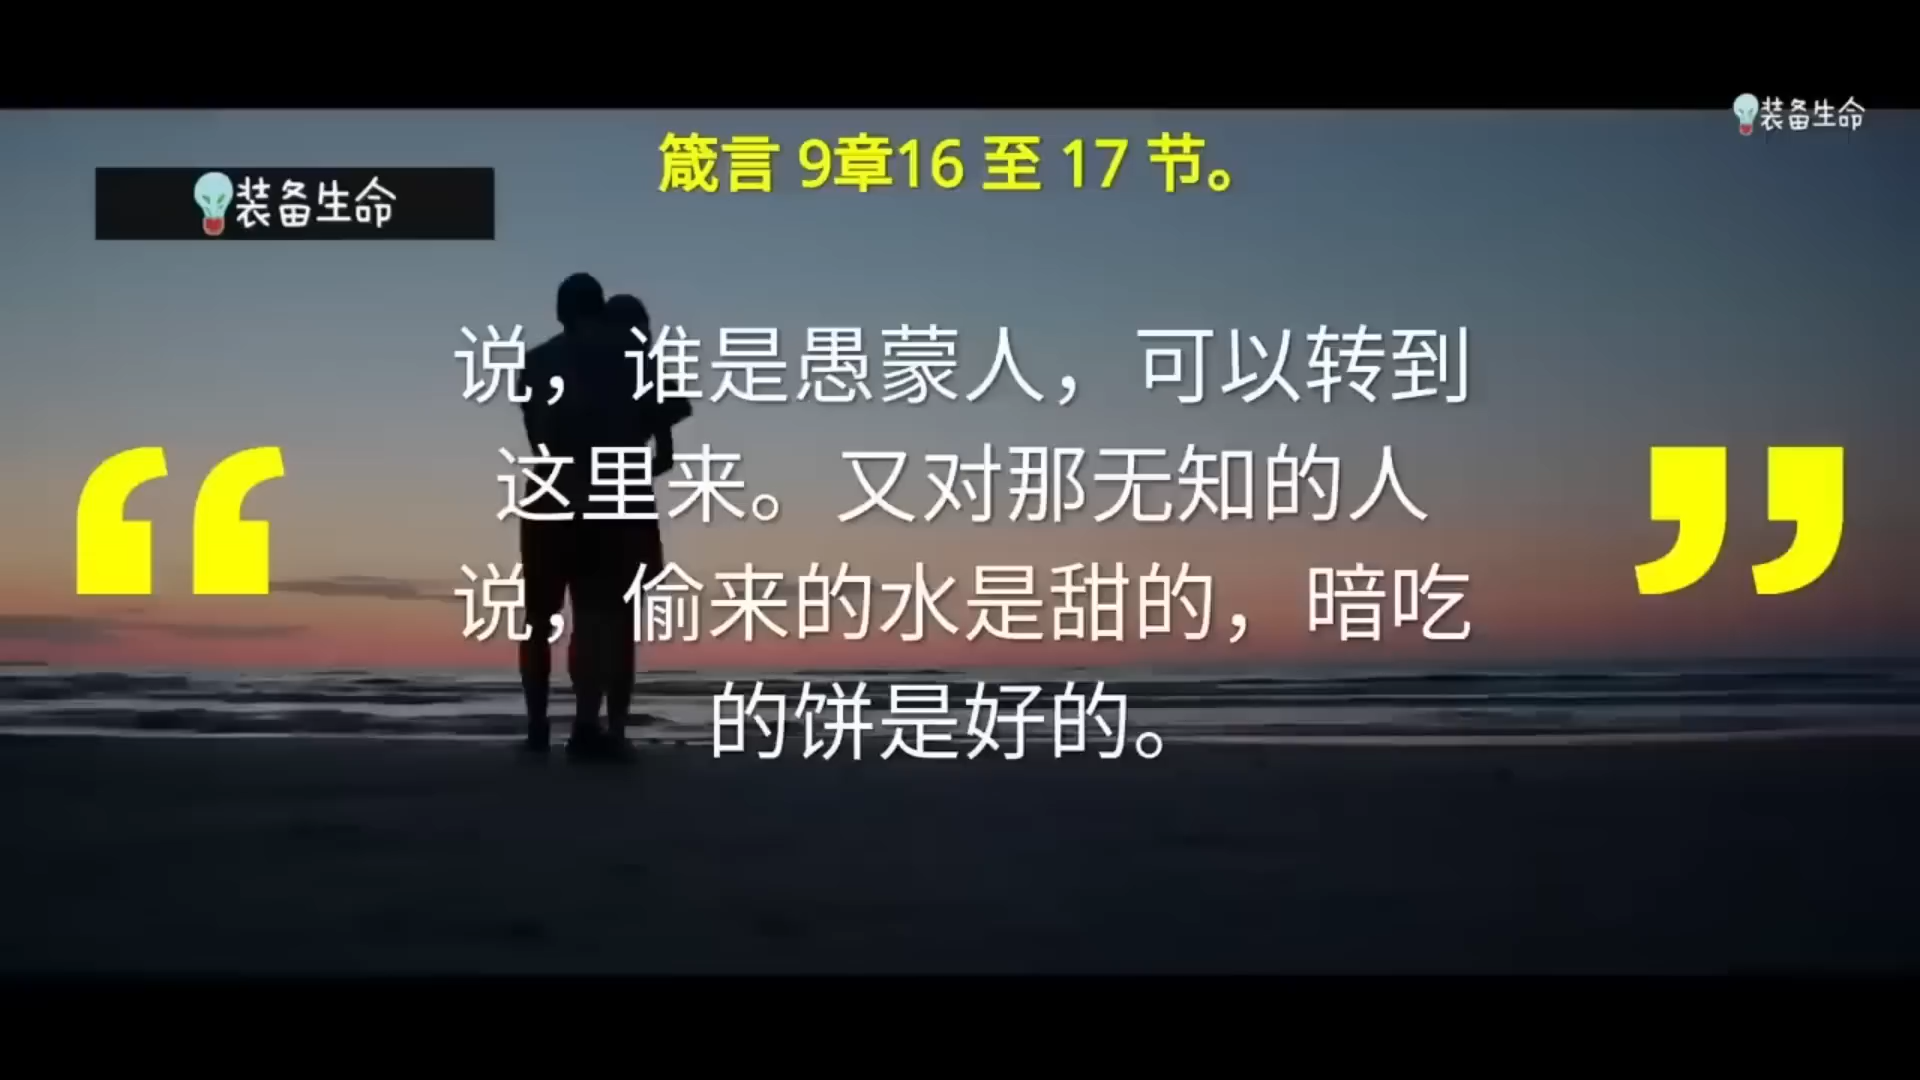 装备生命
箴言 9章16 至 17 节。
装备生命
“
说，谁是愚蒙人，可以转到
这里来。又对那无知的人
说，偷来的水是甜的，暗吃
的饼是好的。
”